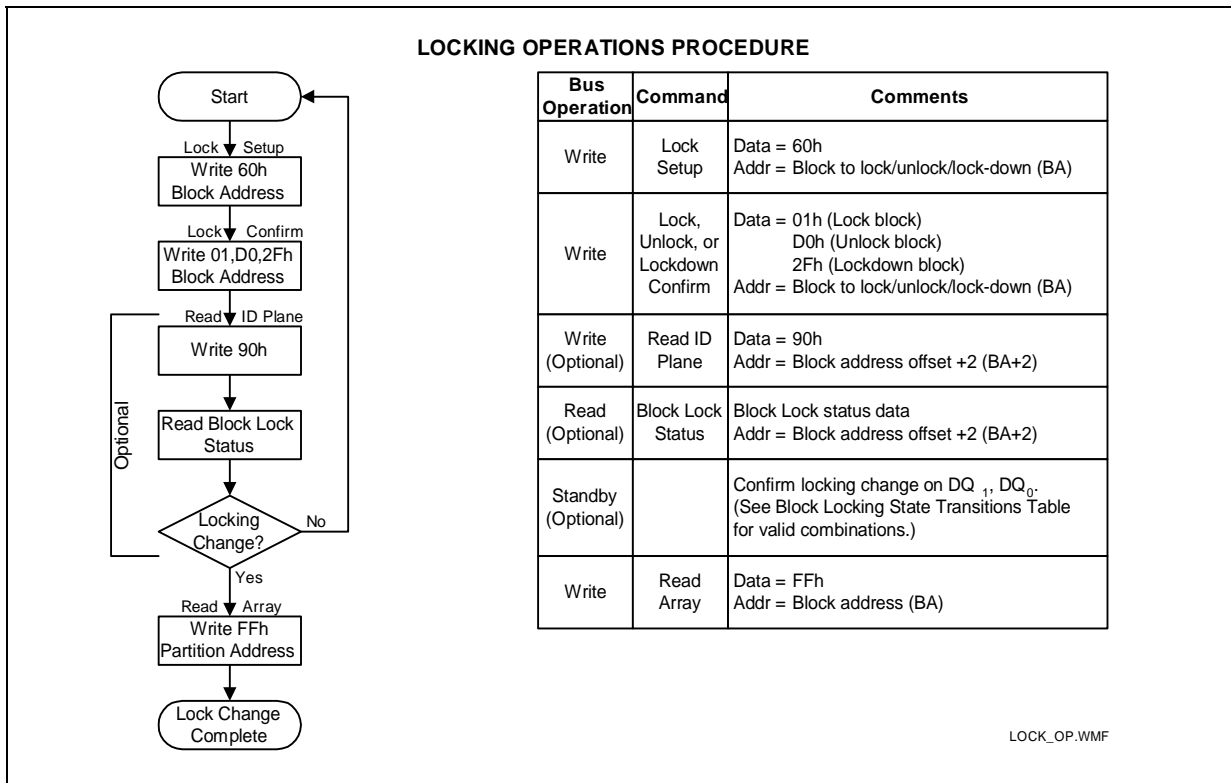 LOCKING OPERATIONS PROCEDURE
Start
Lock Setup
Write 60h
Block Address
Lock Confirm
Write 01,D0,2Fh
Block Address
Read ID Plane
Write 90h
Optional
Read Block Lock
Status
Locking
Change?
No
Yes
Read Array
Write FFh
Partition Address
Lock Change
Complete
Bus
Operation
Command
Comments
Write
Lock
Setup
Data = 60h
Addr = Block to lock/unlock/lock-down (BA)
Write
Lock,
Unlock, or
Lockdown
Confirm
Data = 01h (Lock block)
D0h (Unlock block)
2Fh (Lockdown block)
Addr = Block to lock/unlock/lock-down (BA)
Write
(Optional)
Read ID
Plane
Data = 90h
Addr = Block address offset +2 (BA+2)
Read
(Optional)
Block Lock
Status
Block Lock status data
Addr = Block address offset +2 (BA+2)
Standby
(Optional)
Confirm locking change on DQ 1, DQ0.
(See Block Locking State Transitions Table
for valid combinations.)
Write
Read
Array
Data = FFh
Addr = Block address (BA)
LOCK_OP.WMF